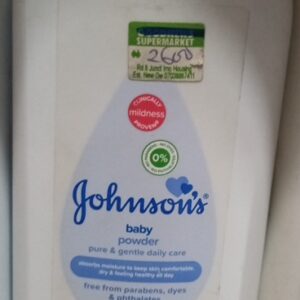 SUPERMARKET
2600
CLINICALLY
mildness
PROVEN
0%
Johnson's
baby
powder
pure & gentle daily care
absorbs moisture to keep skin comfortable
dry & feeling healthy all day
free from parabens, dyes
& phthalates